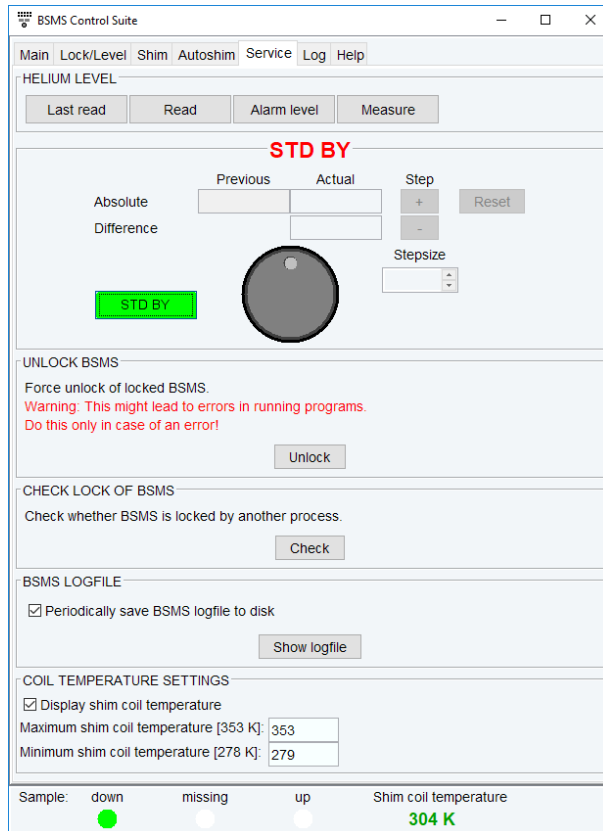 BSMS Control Suite
Main Lock/Level Shim Autoshim Service Log Help
HELIUM LEVEL
Last read Read Alarm level Measure
STD BY
Previous Actual Step
Absolute + Reset
Difference -
Stepsize
STD BY
UNLOCK BSMS
Force unlock of locked BSMS.
Warning: This might lead to errors in running programs.
Do this only in case of an error!
Unlock
CHECK LOCK OF BSMS
Check whether BSMS is locked by another process.
Check
BSMS LOGFILE
Periodically save BSMS logfile to disk
Show logfile
COIL TEMPERATURE SETTINGS
Display shim coil temperature
Maximum shim coil temperature [353 K]: 353
Minimum shim coil temperature [278 K]: 279
Sample: down missing up Shim coil temperature
304 K